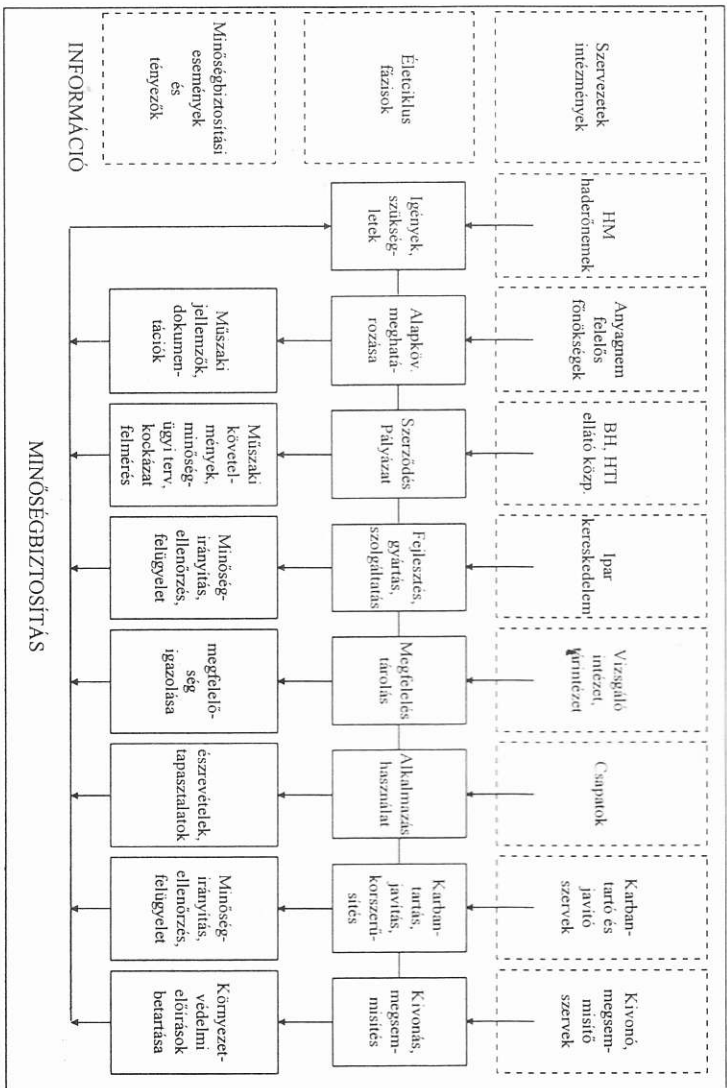 Szervezetek
intézmények
HM
haderőnemek
Anyagnem
felelős
főnökségek
BH, HTI
ellátó közp.
Ipar
kereskedelem
Vizsgáló
intézet,
tárintézet
Csapatok
Karban-
tartó és
javító
szervek
Kivonó,
megsem-
misítő
szervek
Életciklus
fázisok
Igények,
szükség-
letek
Alapköv.
meghatá-
rozása
Szerződés
Pályázat
Fejlesztés,
gyártás,
szolgáltatás
Megfelelés
tárolás
Alkalmazás
használat
Karban-
tartás,
javítás,
korszerű-
sítés
Kivonás,
megsem-
misítés
Minőségbiztosítási
események
és
tényezők
Műszaki
jellemzők,
dokumen-
tációk
Műszaki
követel-
mények,
minőség-
ügyi terv,
kockázat
felmérés
Minőség-
irányítás,
ellenőrzés,
felügyelet
megfelelő-
ség
igazolása
észrevételek,
tapasztalatok
Minőség-
irányítás,
ellenőrzés,
felügyelet
Környezet-
védelmi
előírások
betartása
INFORMÁCIÓ
MINŐSÉGBIZTOSÍTÁS